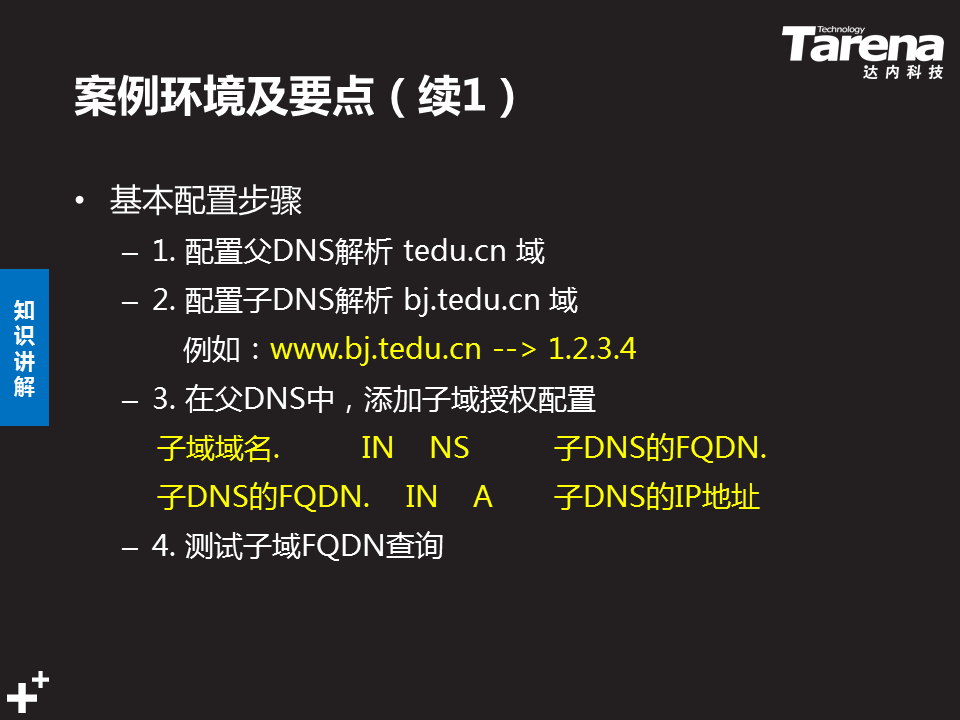 Technology
Tarena
达内科技
案例环境及要点（续1）
• 基本配置步骤
– 1. 配置父DNS解析 tedu.cn 域
– 2. 配置子DNS解析 bj.tedu.cn 域
例如：www.bj.tedu.cn --> 1.2.3.4
– 3. 在父DNS中，添加子域授权配置
子域域名. IN NS 子DNS的FQDN.
子DNS的FQDN. IN A 子DNS的IP地址
– 4. 测试子域FQDN查询
知识讲解